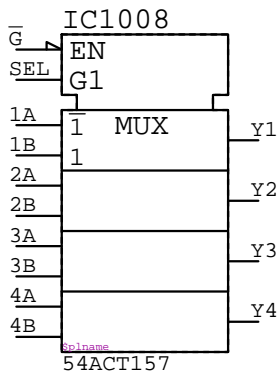 IC1008
G̅
EN
SEL
G1
1A
1̅
MUX
Y1
1B
1
2A
Y2
2B
3A
Y3
3B
4A
Y4
4B
$plname
54ACT157